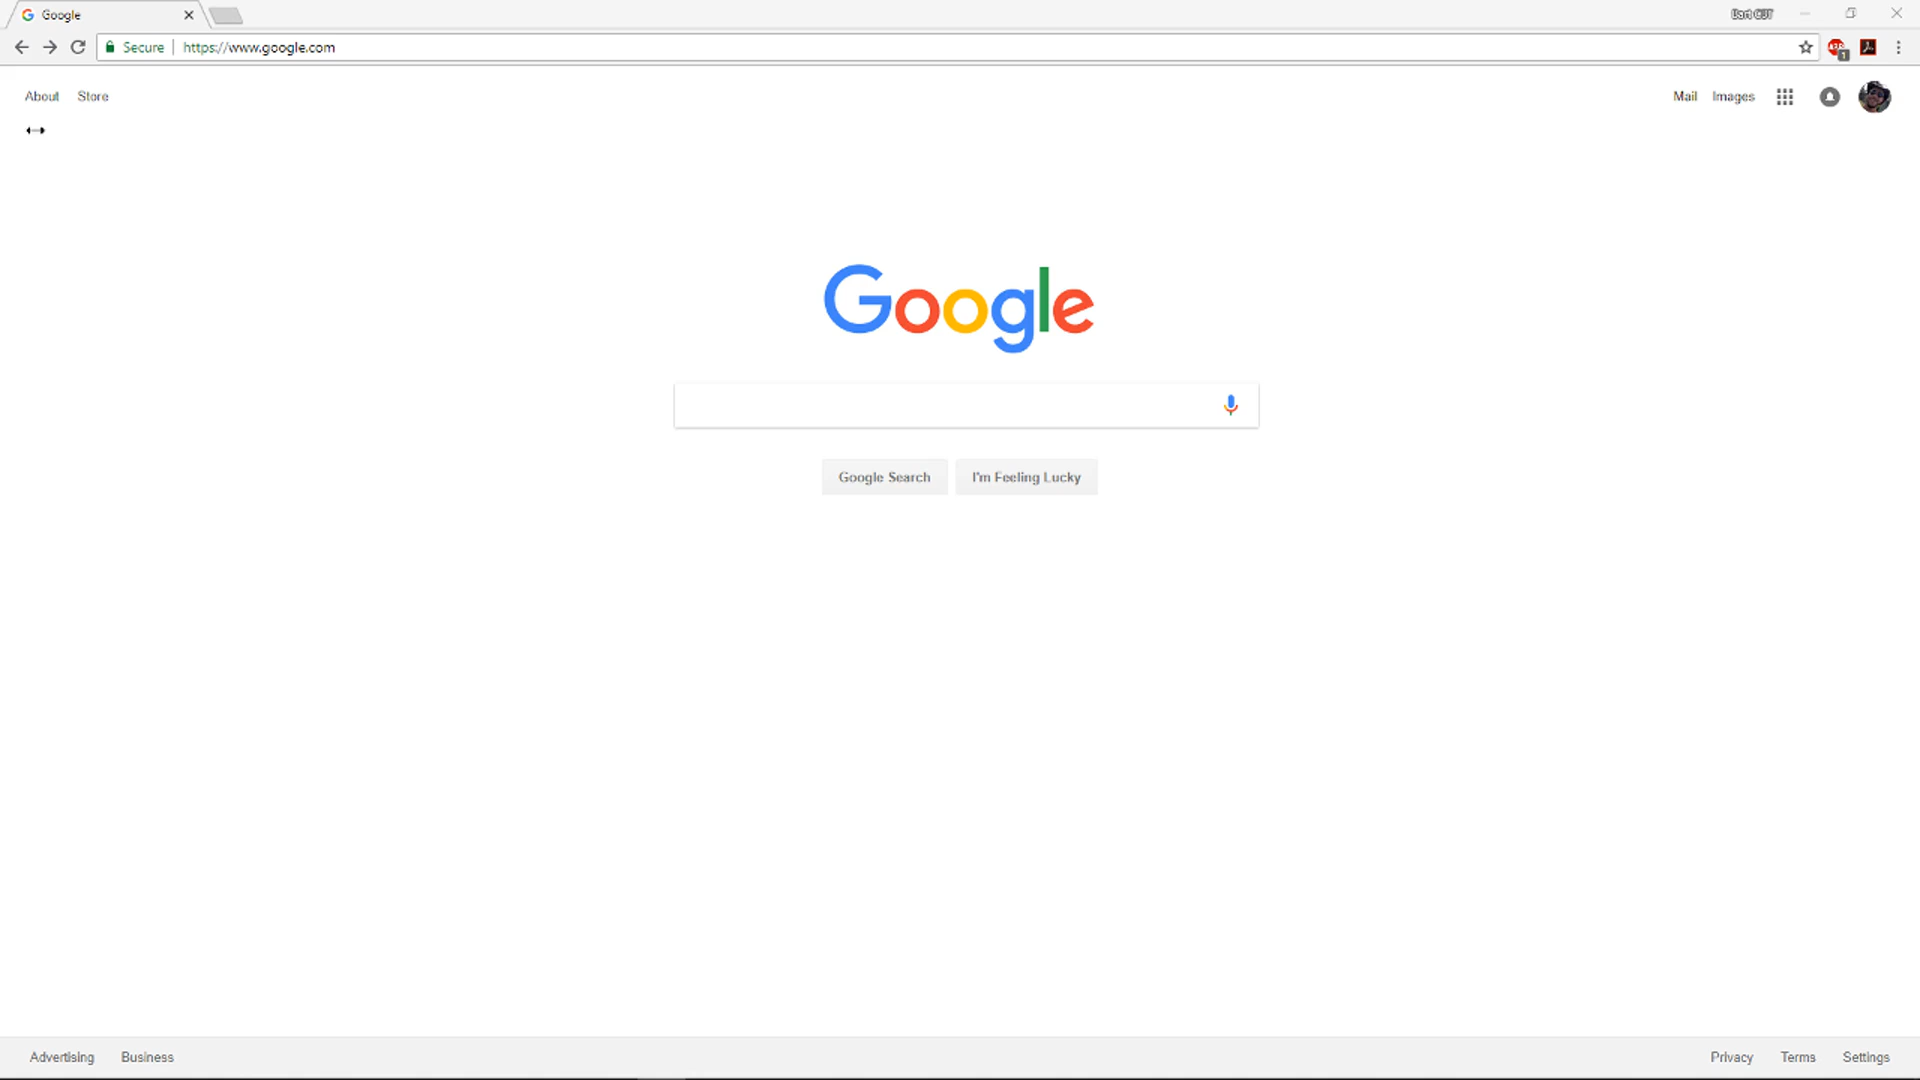 Google
Secure
https://www.google.com
About Store
Mail Images
Google
Google Search I'm Feeling Lucky
Advertising Business
Privacy Terms Settings